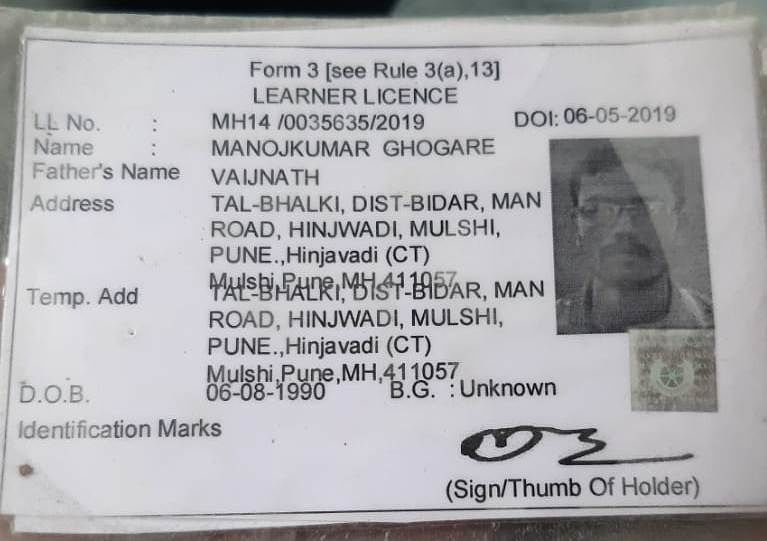 Form 3 [see Rule 3(a),13]
LEARNER LICENCE
LL No. : MH14 /0035635/2019 DOI: 06-05-2019
Name : MANOJKUMAR GHOGARE
Father's Name VAIJNATH
Address TAL-BHALKI, DIST-BIDAR, MAN
ROAD, HINJWADI, MULSHI,
PUNE.,Hinjavadi (CT)
Mulshi,Pune,MH,411057
Temp. Add TAL-BHALKI, DIST-BIDAR, MAN
ROAD, HINJWADI, MULSHI,
PUNE.,Hinjavadi (CT)
Mulshi,Pune,MH,411057
D.O.B. 06-08-1990 B.G. : Unknown
Identification Marks
(Sign/Thumb Of Holder)